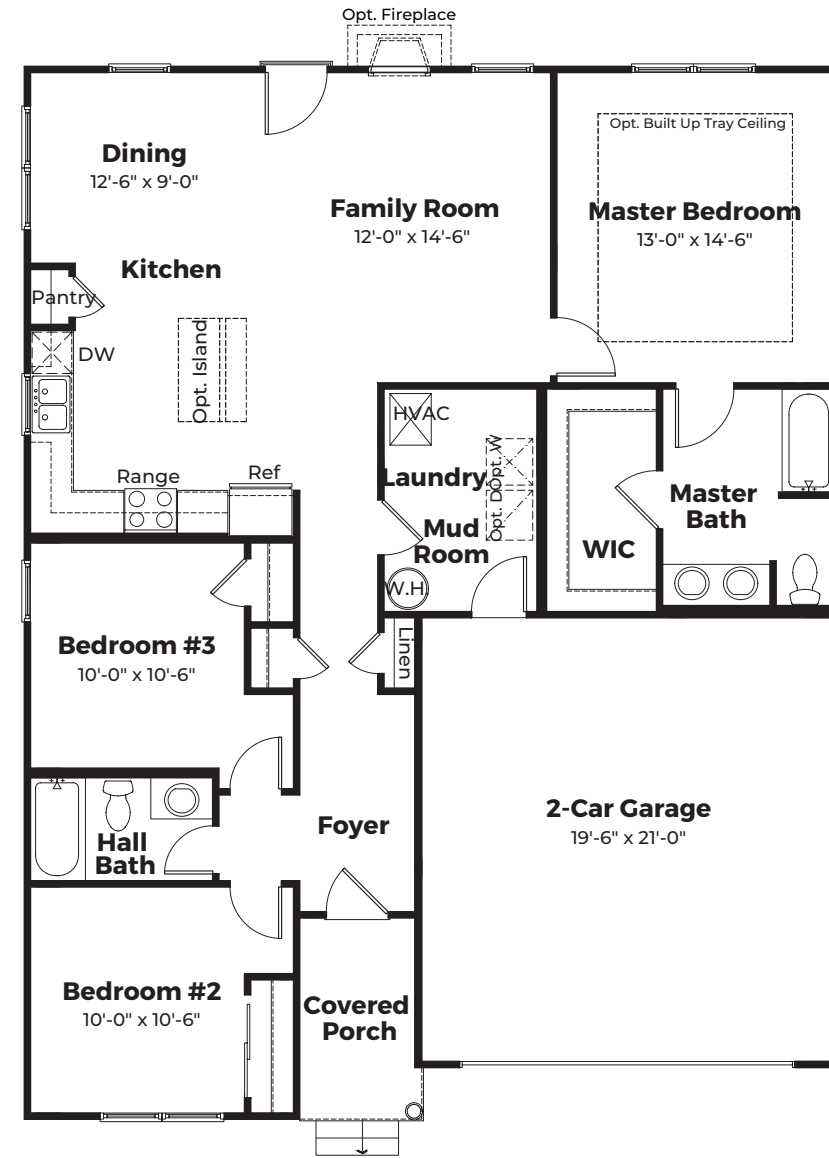 Opt. Fireplace
Opt. Built Up Tray Ceiling
Dining
12'-6" x 9'-0"
Family Room
12'-0" x 14'-6"
Master Bedroom
13'-0" x 14'-6"
Kitchen
Pantry
DW
Opt. Island
HVAC
Range
Ref
Laundry
Opt. W
Opt. D
Mud
Room
W.H.
WIC
Master
Bath
Linen
Bedroom #3
10'-0" x 10'-6"
Hall
Bath
Foyer
2-Car Garage
19'-6" x 21'-0"
Bedroom #2
10'-0" x 10'-6"
Covered
Porch